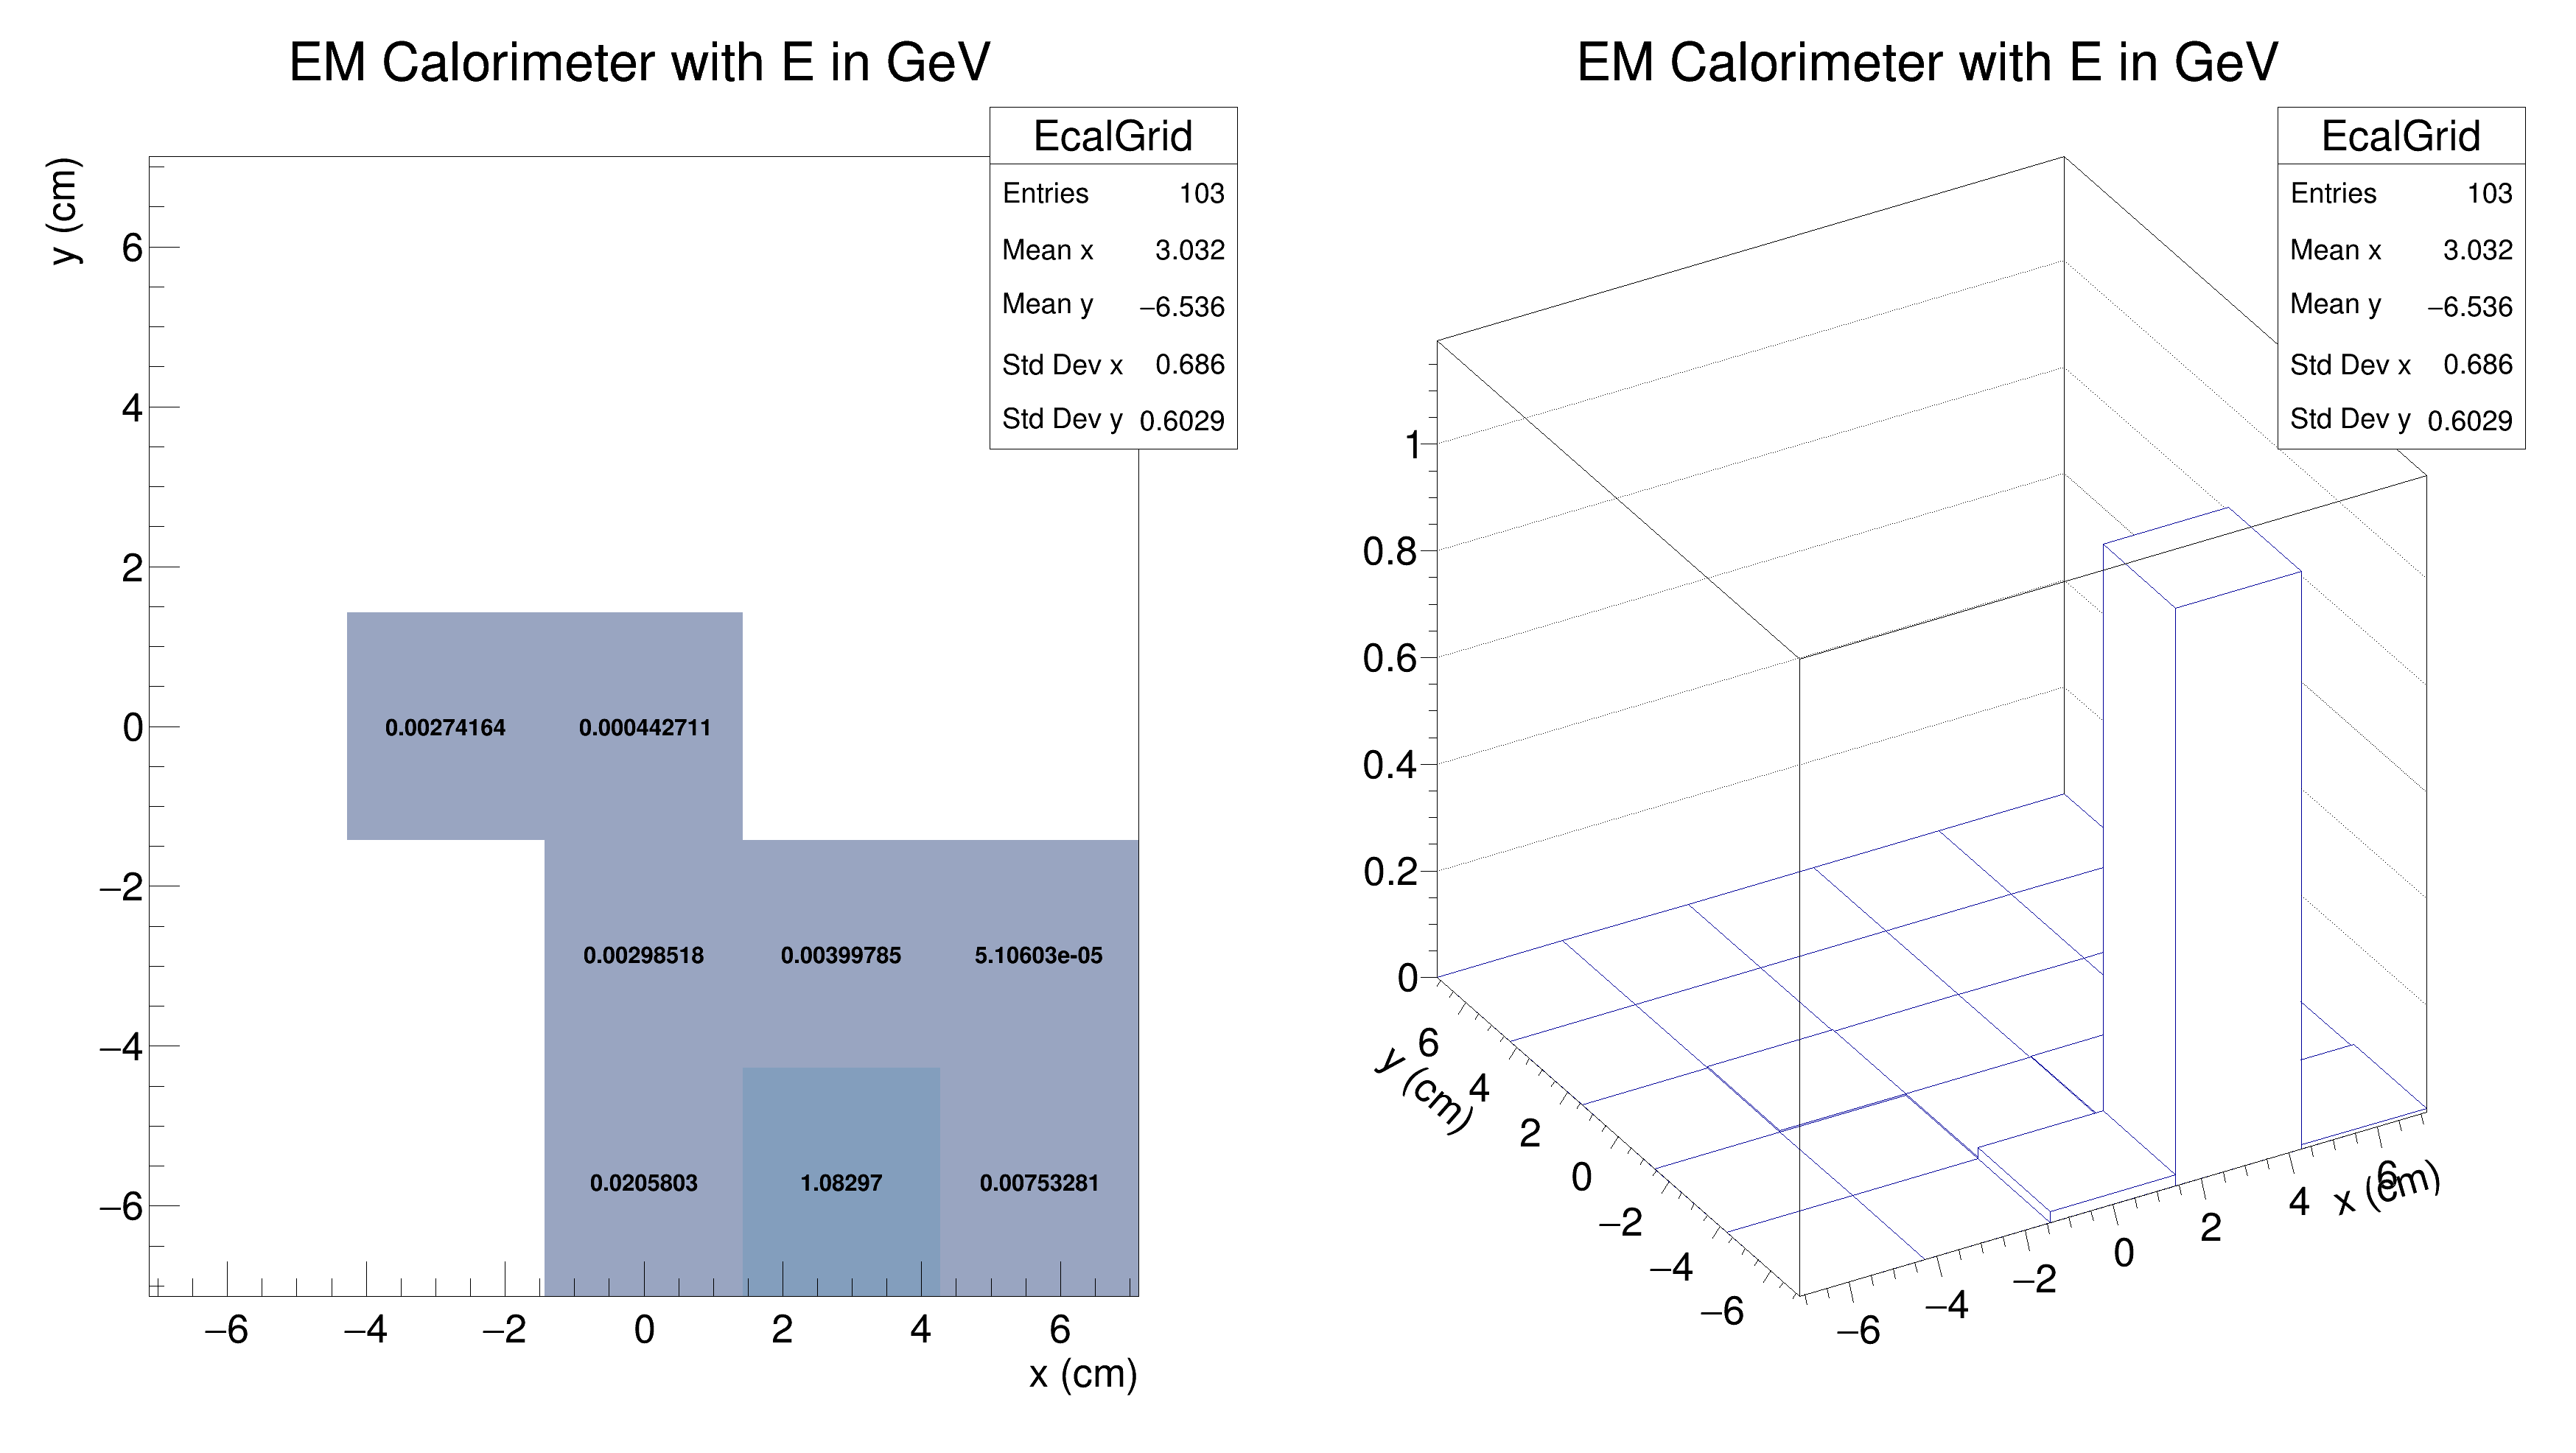 EM Calorimeter with E in GeV
EcalGrid
Entries 103
Mean x 3.032
Mean y −6.536
Std Dev x 0.686
Std Dev y 0.6029
y (cm)
6
4
2
0
−2
−4
−6
0.00274164 0.000442711
0.00298518 0.00399785 5.10603e-05
0.0205803 1.08297 0.00753281
−6 −4 −2 0 2 4 6
x (cm)
EM Calorimeter with E in GeV
EcalGrid
Entries 103
Mean x 3.032
Mean y −6.536
Std Dev x 0.686
Std Dev y 0.6029
1
0.8
0.6
0.4
0.2
0
y (cm)
6
4
2
0
−2
−4
−6
−6 −4 −2 0 2 4 6
x (cm)